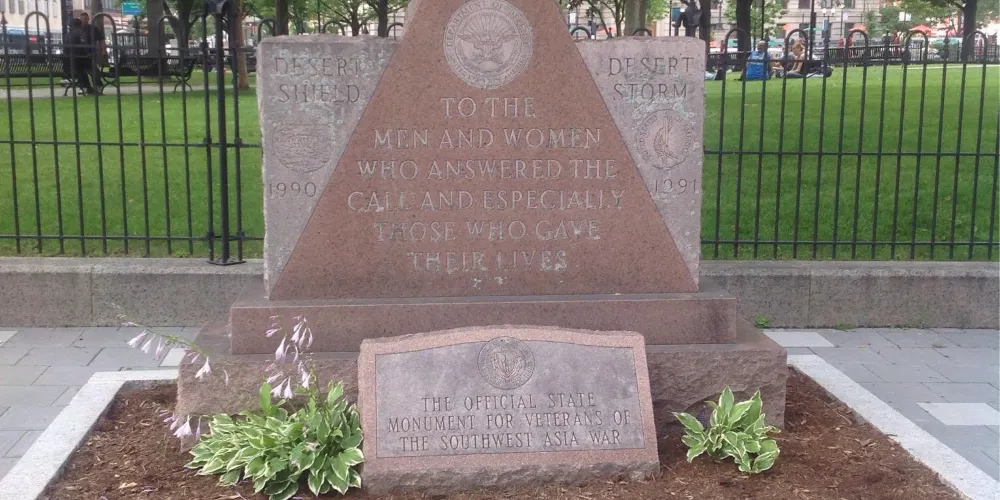 DESERT
SHIELD
1990
TO THE
MEN AND WOMEN
WHO ANSWERED THE
CALL AND ESPECIALLY
THOSE WHO GAVE
THEIR LIVES
DESERT
STORM
1991
THE OFFICIAL STATE
MONUMENT FOR VETERANS OF
THE SOUTHWEST ASIA WAR